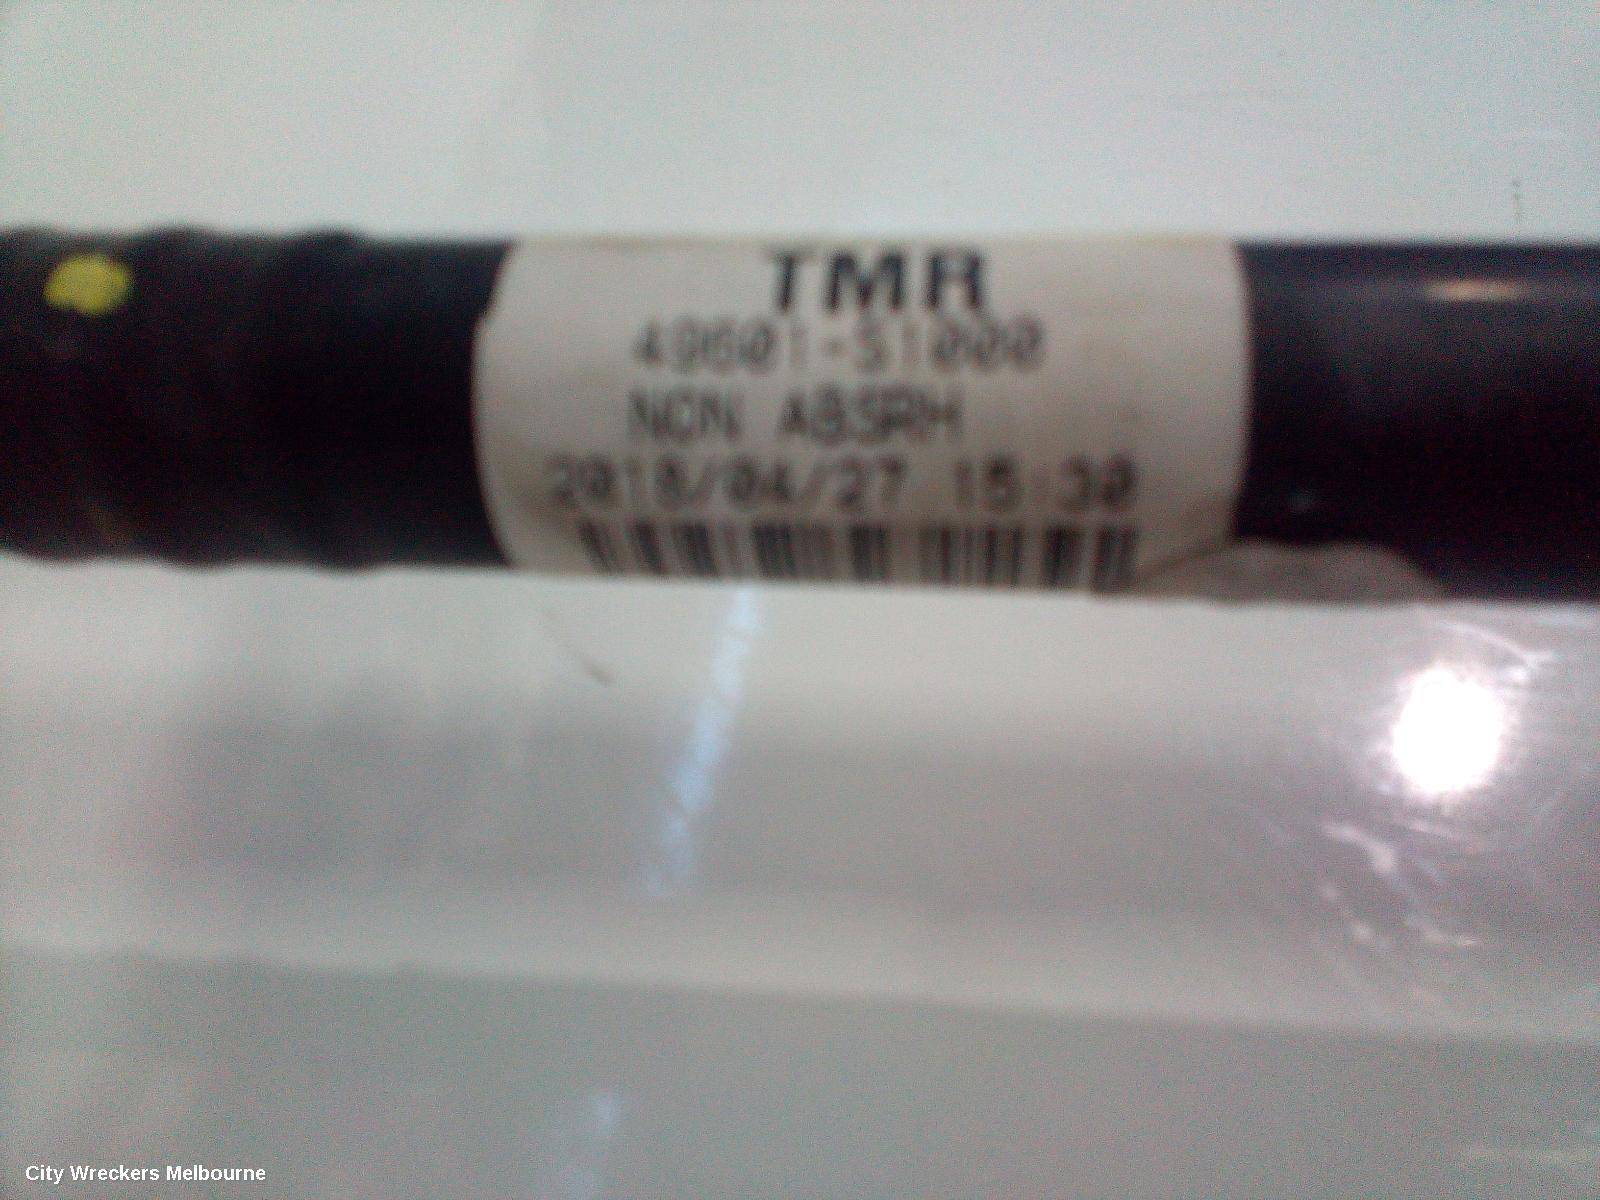 TMR
49601-S1000
NON ABSRH
2018/04/27 15:30
City Wreckers Melbourne